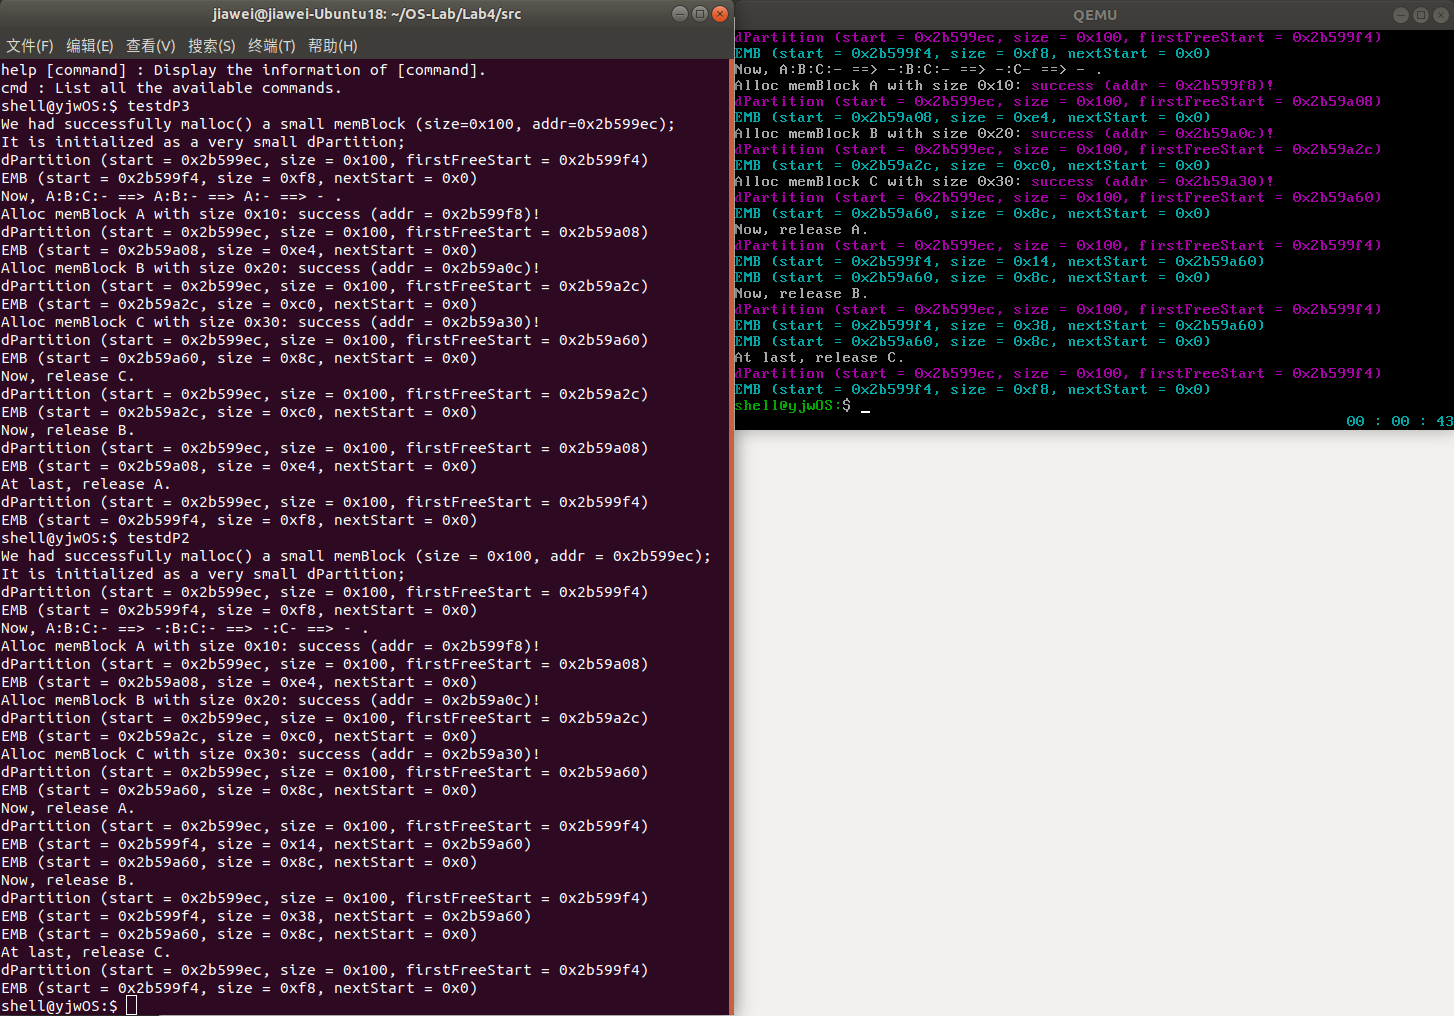 jiawei@jiawei-Ubuntu18: ~/OS-Lab/Lab4/src
文件(F) 编辑(E) 查看(V) 搜索(S) 终端(T) 帮助(H)
help [command] : Display the information of [command].
cmd : List all the available commands.
shell@yjwOS:$ testdP3
We had successfully malloc() a small memBlock (size=0x100, addr=0x2b599ec);
It is initialized as a very small dPartition;
dPartition (start = 0x2b599ec, size = 0x100, firstFreeStart = 0x2b599f4)
EMB (start = 0x2b599f4, size = 0xf8, nextStart = 0x0)
Now, A:B:C:- ==> A:B:- ==> A:- ==> - .
Alloc memBlock A with size 0x10: success (addr = 0x2b599f8)!
dPartition (start = 0x2b599ec, size = 0x100, firstFreeStart = 0x2b59a08)
EMB (start = 0x2b59a08, size = 0xe4, nextStart = 0x0)
Alloc memBlock B with size 0x20: success (addr = 0x2b59a0c)!
dPartition (start = 0x2b599ec, size = 0x100, firstFreeStart = 0x2b59a2c)
EMB (start = 0x2b59a2c, size = 0xc0, nextStart = 0x0)
Alloc memBlock C with size 0x30: success (addr = 0x2b59a30)!
dPartition (start = 0x2b599ec, size = 0x100, firstFreeStart = 0x2b59a60)
EMB (start = 0x2b59a60, size = 0x8c, nextStart = 0x0)
Now, release C.
dPartition (start = 0x2b599ec, size = 0x100, firstFreeStart = 0x2b59a2c)
EMB (start = 0x2b59a2c, size = 0xc0, nextStart = 0x0)
Now, release B.
dPartition (start = 0x2b599ec, size = 0x100, firstFreeStart = 0x2b59a08)
EMB (start = 0x2b59a08, size = 0xe4, nextStart = 0x0)
At last, release A.
dPartition (start = 0x2b599ec, size = 0x100, firstFreeStart = 0x2b599f4)
EMB (start = 0x2b599f4, size = 0xf8, nextStart = 0x0)
shell@yjwOS:$ testdP2
We had successfully malloc() a small memBlock (size = 0x100, addr = 0x2b599ec);
It is initialized as a very small dPartition;
dPartition (start = 0x2b599ec, size = 0x100, firstFreeStart = 0x2b599f4)
EMB (start = 0x2b599f4, size = 0xf8, nextStart = 0x0)
Now, A:B:C:- ==> -:B:C:- ==> -:C- ==> - .
Alloc memBlock A with size 0x10: success (addr = 0x2b599f8)!
dPartition (start = 0x2b599ec, size = 0x100, firstFreeStart = 0x2b59a08)
EMB (start = 0x2b59a08, size = 0xe4, nextStart = 0x0)
Alloc memBlock B with size 0x20: success (addr = 0x2b59a0c)!
dPartition (start = 0x2b599ec, size = 0x100, firstFreeStart = 0x2b59a2c)
EMB (start = 0x2b59a2c, size = 0xc0, nextStart = 0x0)
Alloc memBlock C with size 0x30: success (addr = 0x2b59a30)!
dPartition (start = 0x2b599ec, size = 0x100, firstFreeStart = 0x2b59a60)
EMB (start = 0x2b59a60, size = 0x8c, nextStart = 0x0)
Now, release A.
dPartition (start = 0x2b599ec, size = 0x100, firstFreeStart = 0x2b599f4)
EMB (start = 0x2b599f4, size = 0x14, nextStart = 0x2b59a60)
EMB (start = 0x2b59a60, size = 0x8c, nextStart = 0x0)
Now, release B.
dPartition (start = 0x2b599ec, size = 0x100, firstFreeStart = 0x2b599f4)
EMB (start = 0x2b599f4, size = 0x38, nextStart = 0x2b59a60)
EMB (start = 0x2b59a60, size = 0x8c, nextStart = 0x0)
At last, release C.
dPartition (start = 0x2b599ec, size = 0x100, firstFreeStart = 0x2b599f4)
EMB (start = 0x2b599f4, size = 0xf8, nextStart = 0x0)
shell@yjwOS:$
QEMU
dPartition (start = 0x2b599ec, size = 0x100, firstFreeStart = 0x2b599f4)
EMB (start = 0x2b599f4, size = 0xf8, nextStart = 0x0)
Now, A:B:C:- ==> -:B:C:- ==> -:C- ==> - .
Alloc memBlock A with size 0x10: success (addr = 0x2b599f8)!
dPartition (start = 0x2b599ec, size = 0x100, firstFreeStart = 0x2b59a08)
EMB (start = 0x2b59a08, size = 0xe4, nextStart = 0x0)
Alloc memBlock B with size 0x20: success (addr = 0x2b59a0c)!
dPartition (start = 0x2b599ec, size = 0x100, firstFreeStart = 0x2b59a2c)
EMB (start = 0x2b59a2c, size = 0xc0, nextStart = 0x0)
Alloc memBlock C with size 0x30: success (addr = 0x2b59a30)!
dPartition (start = 0x2b599ec, size = 0x100, firstFreeStart = 0x2b59a60)
EMB (start = 0x2b59a60, size = 0x8c, nextStart = 0x0)
Now, release A.
dPartition (start = 0x2b599ec, size = 0x100, firstFreeStart = 0x2b599f4)
EMB (start = 0x2b599f4, size = 0x14, nextStart = 0x2b59a60)
EMB (start = 0x2b59a60, size = 0x8c, nextStart = 0x0)
Now, release B.
dPartition (start = 0x2b599ec, size = 0x100, firstFreeStart = 0x2b599f4)
EMB (start = 0x2b599f4, size = 0x38, nextStart = 0x2b59a60)
EMB (start = 0x2b59a60, size = 0x8c, nextStart = 0x0)
At last, release C.
dPartition (start = 0x2b599ec, size = 0x100, firstFreeStart = 0x2b599f4)
EMB (start = 0x2b599f4, size = 0xf8, nextStart = 0x0)
shell@yjwOS:$ _
00 : 00 : 43